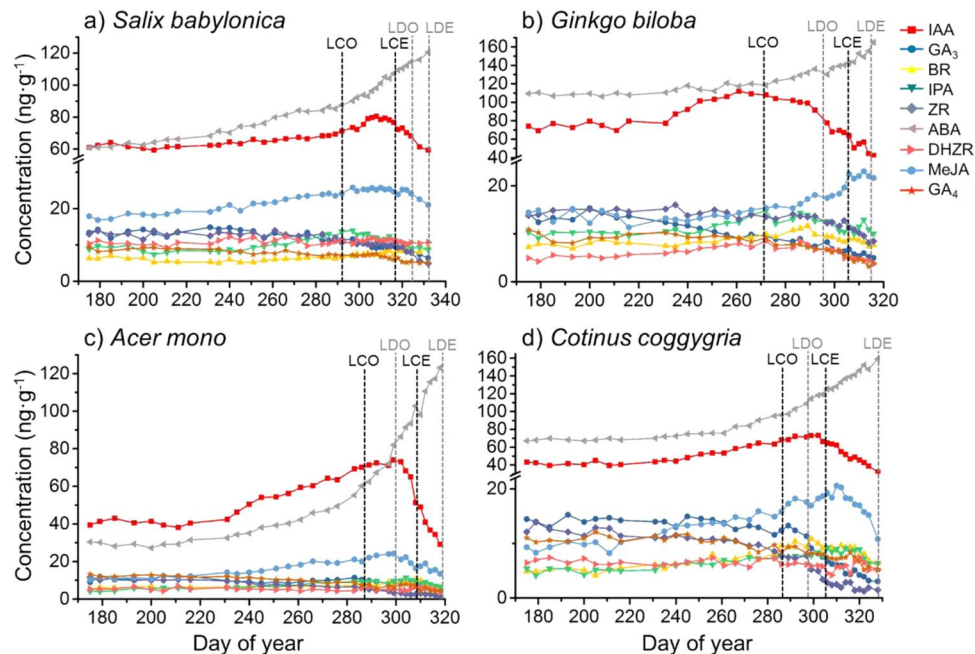 a) Salix babylonica
LDO
LDE
LCO
LCE
Concentration (ng·g⁻¹)
120
100
80
60
20
0
180 200 220 240 260 280 300 320 340
b) Ginkgo biloba
LDO
LDE
LCO
LCE
160
140
120
100
80
60
40
20
0
180 200 220 240 260 280 300 320
IAA
GA₃
BR
IPA
ZR
ABA
DHZR
MeJA
GA₄
c) Acer mono
LDO
LDE
LCO
LCE
Concentration (ng·g⁻¹)
120
100
80
60
40
20
0
180 200 220 240 260 280 300 320
Day of year
d) Cotinus coggygria
LDO
LDE
LCO
LCE
160
140
120
100
80
60
40
20
0
180 200 220 240 260 280 300 320
Day of year